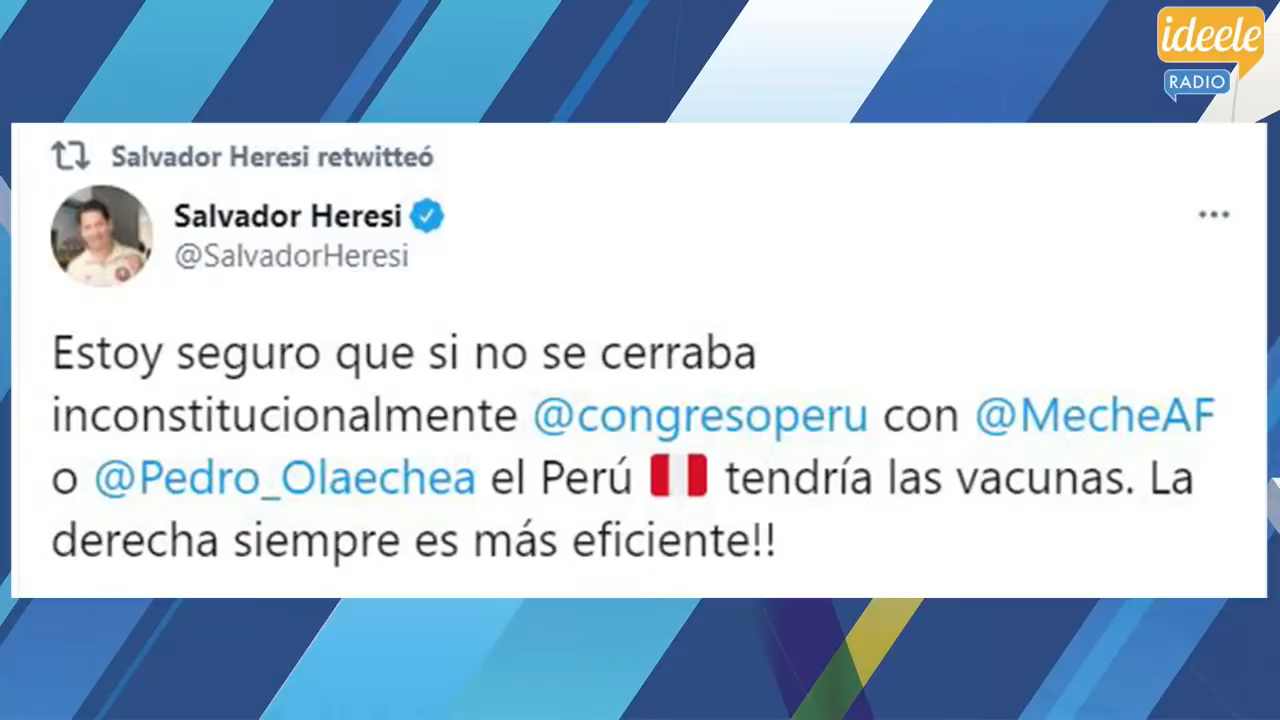 ideele
RADIO
Salvador Heresi retwitteó
Salvador Heresi
@SalvadorHeresi
Estoy seguro que si no se cerraba
inconstitucionalmente @congresoperu con @MecheAF
o @Pedro_Olaechea el Perú 🇵🇪 tendría las vacunas. La
derecha siempre es más eficiente!!